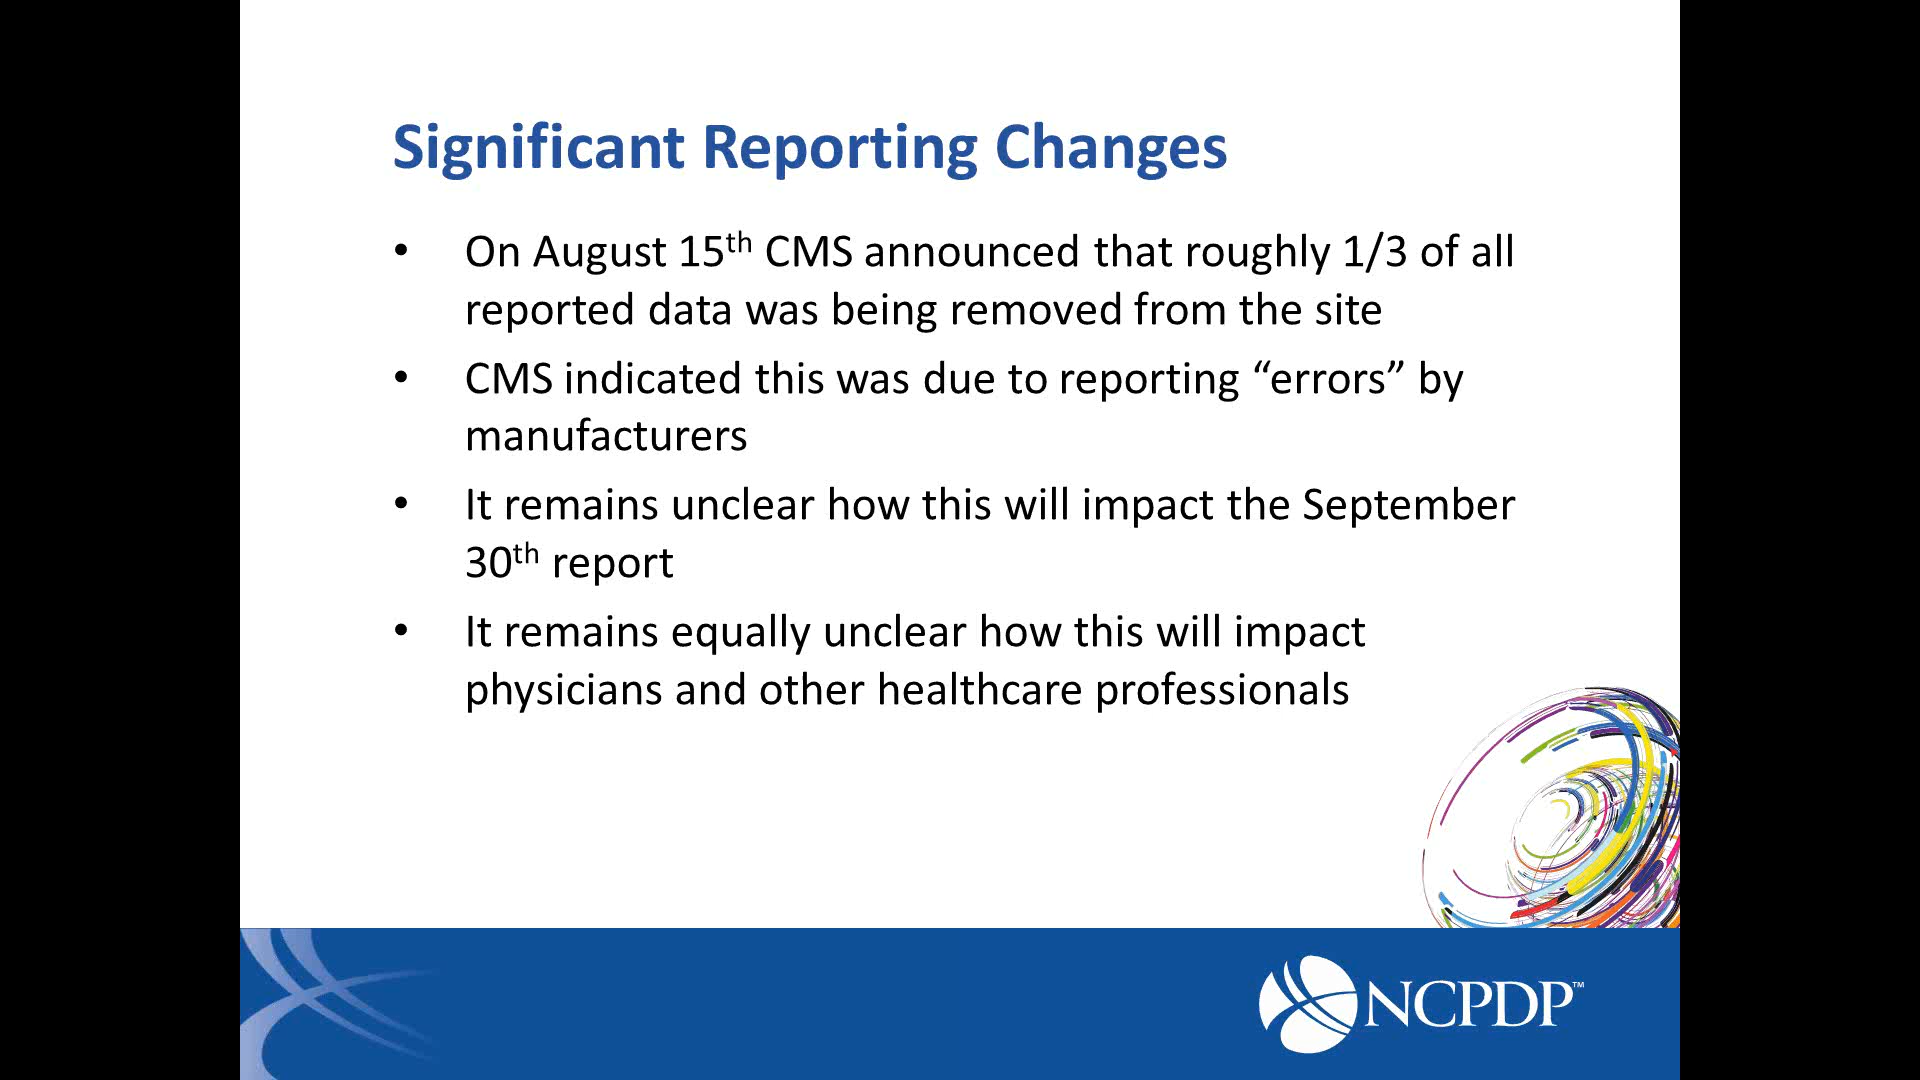 Significant Reporting Changes
• On August 15th CMS announced that roughly 1/3 of all
reported data was being removed from the site
• CMS indicated this was due to reporting “errors” by
manufacturers
• It remains unclear how this will impact the September
30th report
• It remains equally unclear how this will impact
physicians and other healthcare professionals
NCPDP™